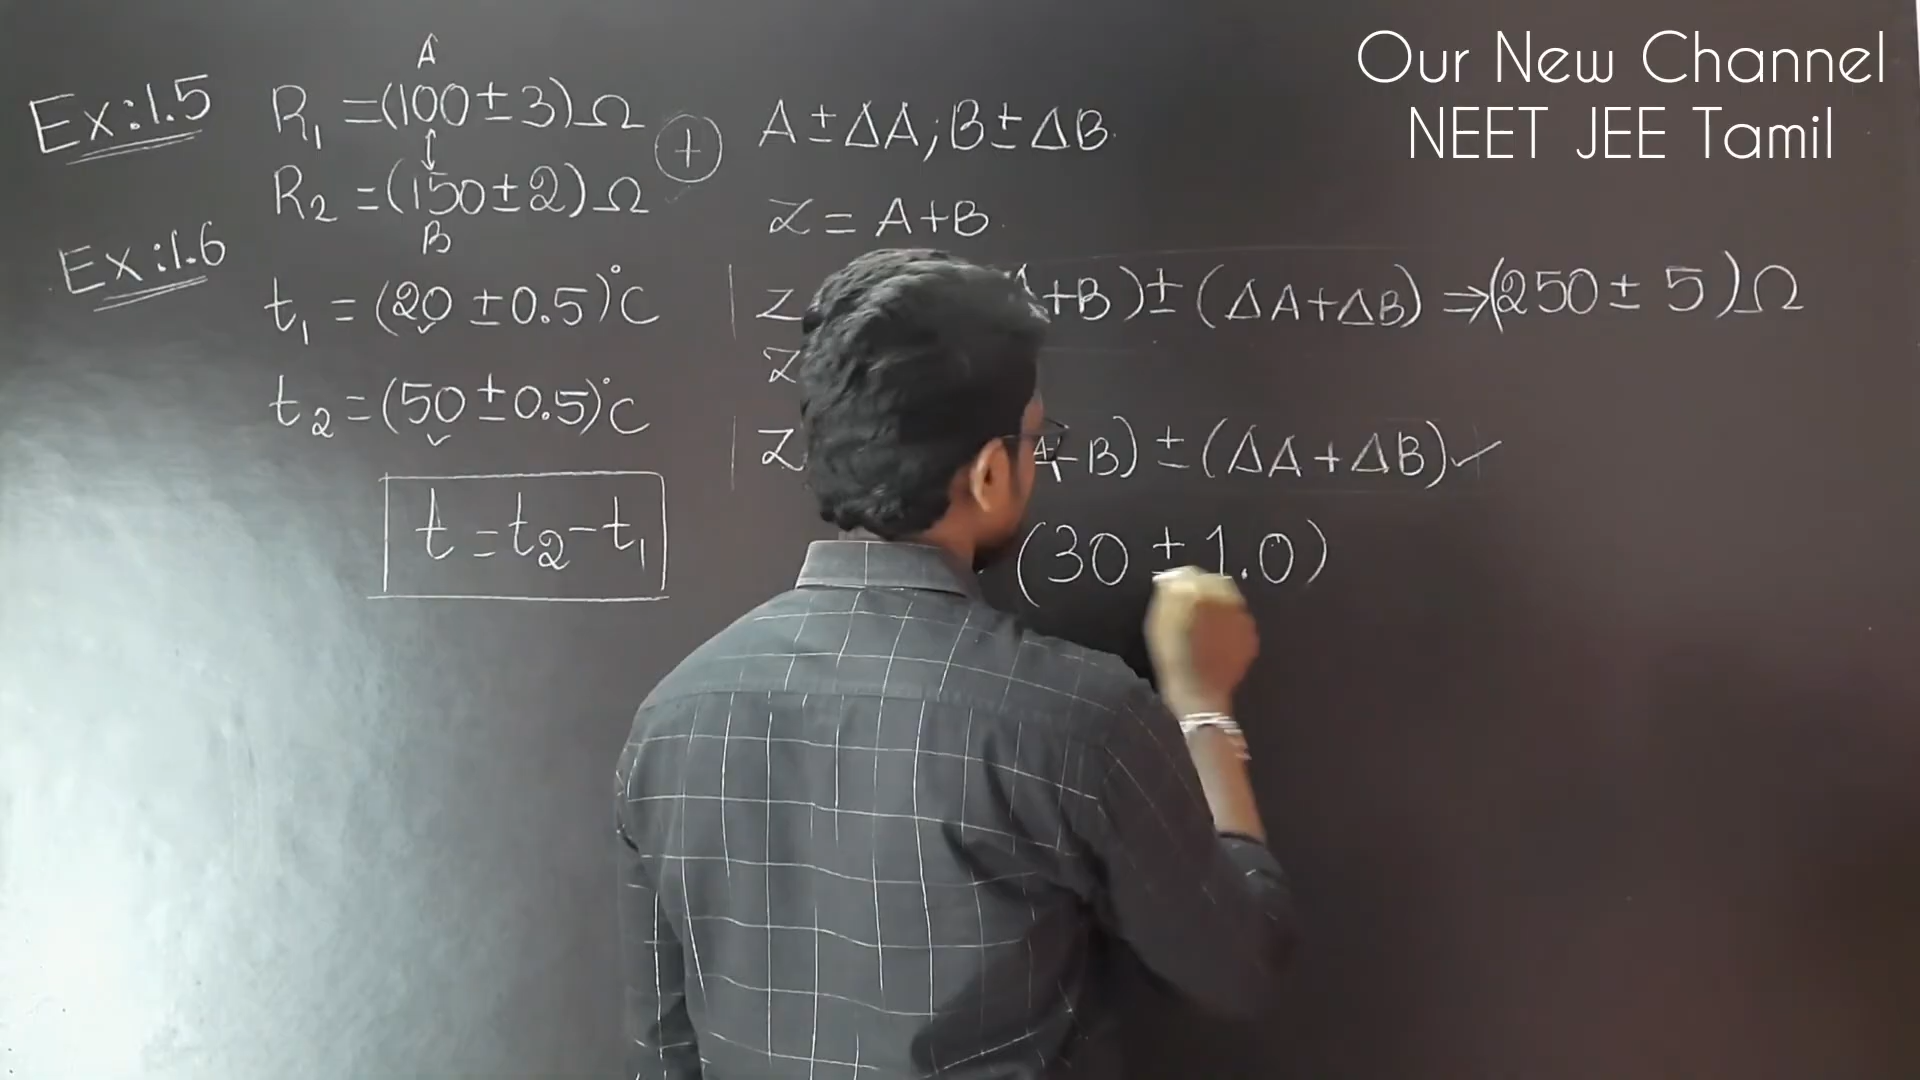 Our New Channel
NEET JEE Tamil
A
Ex:1.5
R₁ =(100±3)Ω
R₂ =(150±2)Ω
B
Ex:1.6
t₁ = (20 ±0.5)°C
t₂ =(50 ±0.5)°C
t = t₂-t₁
+
A±ΔA; B±ΔB
Z = A+B
Z A+B)±(ΔA+ΔB) ⇒(250± 5)Ω
Z
Z A-B) ±(ΔA+ΔB)✓
(30 ±1.0)